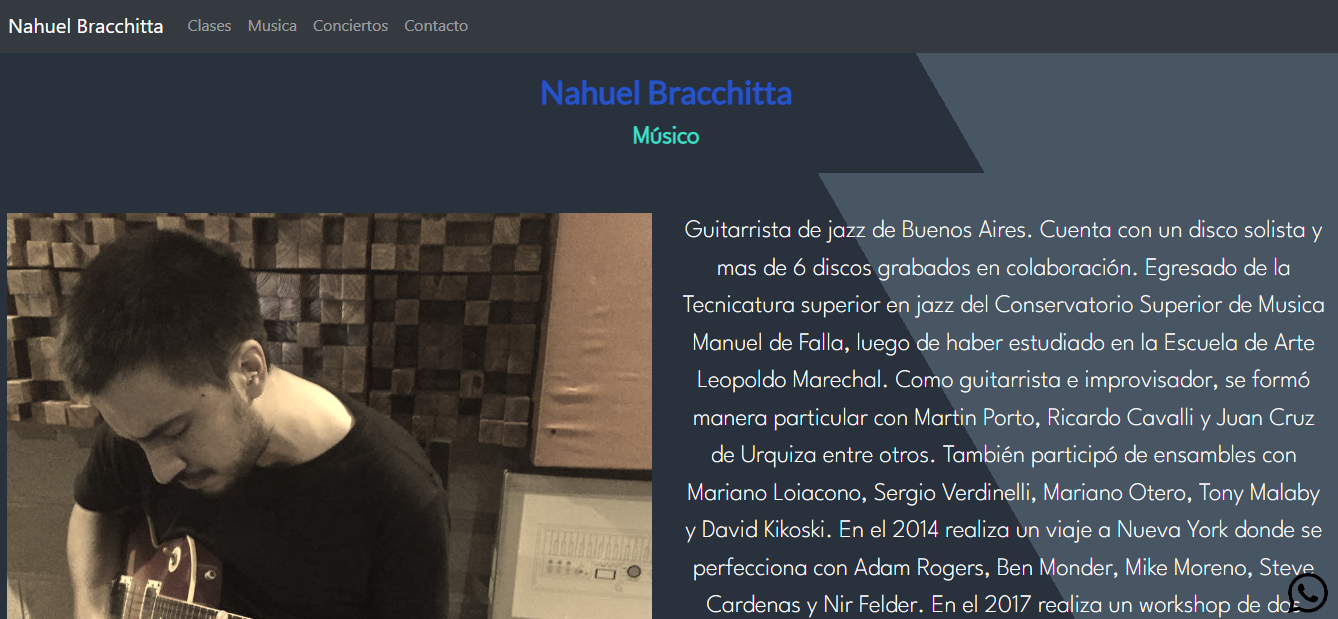 Nahuel Bracchitta Clases Musica Conciertos Contacto
Nahuel Bracchitta
Músico
Guitarrista de jazz de Buenos Aires. Cuenta con un disco solista y
mas de 6 discos grabados en colaboración. Egresado de la
Tecnicatura superior en jazz del Conservatorio Superior de Musica
Manuel de Falla, luego de haber estudiado en la Escuela de Arte
Leopoldo Marechal. Como guitarrista e improvisador, se formó
manera particular con Martin Porto, Ricardo Cavalli y Juan Cruz
de Urquiza entre otros. También participó de ensambles con
Mariano Loiacono, Sergio Verdinelli, Mariano Otero, Tony Malaby
y David Kikoski. En el 2014 realiza un viaje a Nueva York donde se
perfecciona con Adam Rogers, Ben Monder, Mike Moreno, Steve
Cardenas y Nir Felder. En el 2017 realiza un workshop de dos